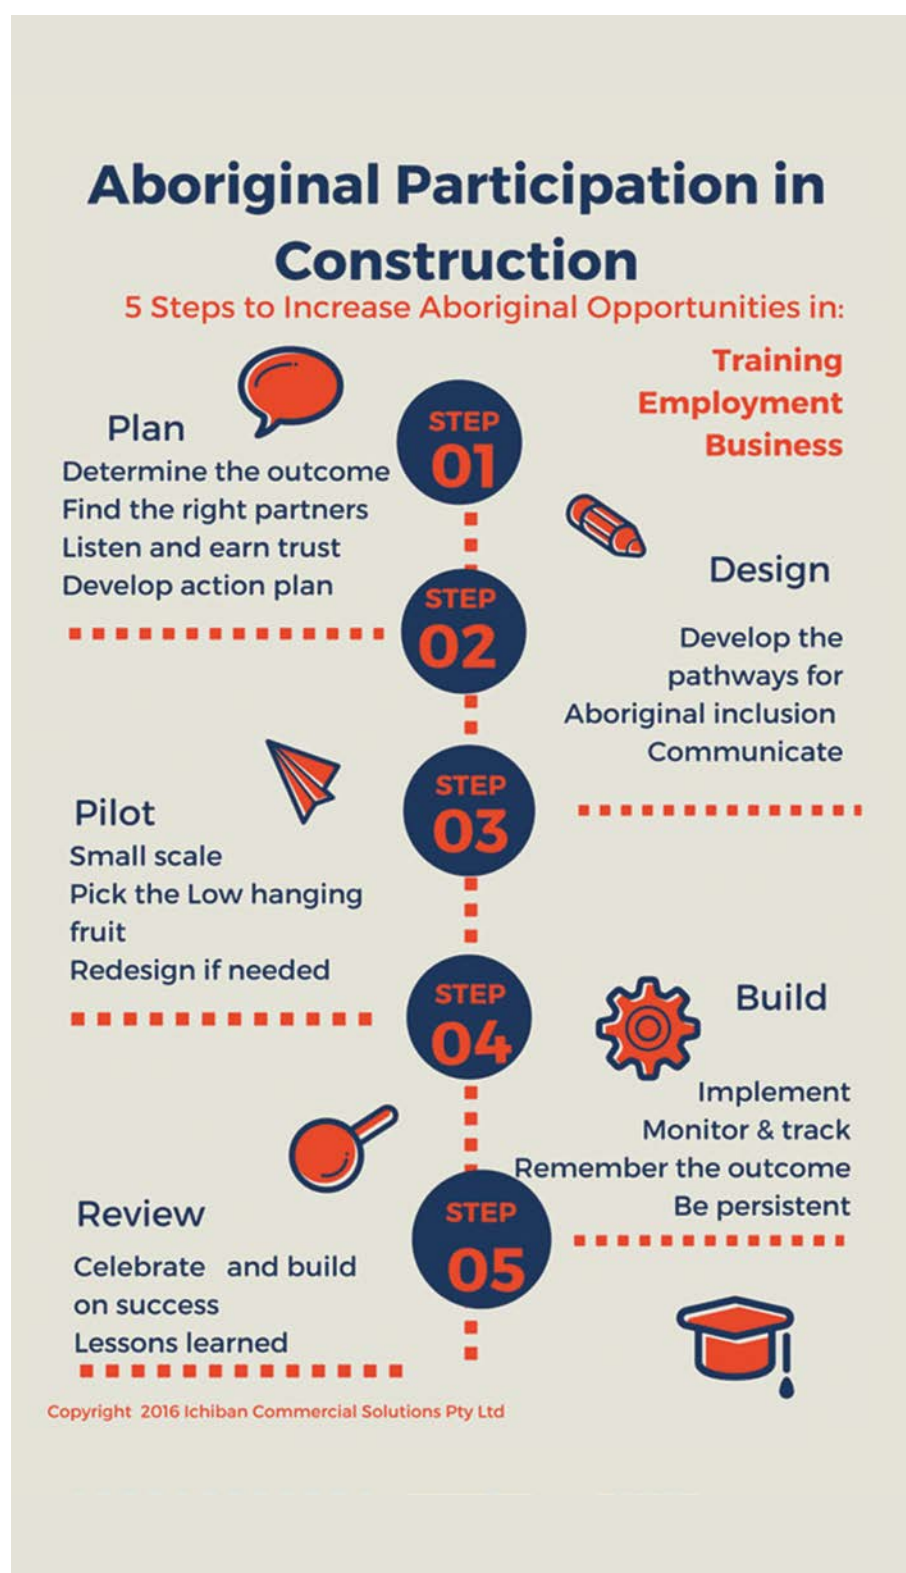 Aboriginal Participation in
Construction
5 Steps to Increase Aboriginal Opportunities in:
Training
Employment
Business
STEP
01
Plan
Determine the outcome
Find the right partners
Listen and earn trust
Develop action plan
STEP
02
Design
Develop the
pathways for
Aboriginal inclusion
Communicate
STEP
03
Pilot
Small scale
Pick the Low hanging
fruit
Redesign if needed
STEP
04
Build
Implement
Monitor & track
Remember the outcome
Be persistent
STEP
05
Review
Celebrate and build
on success
Lessons learned
Copyright 2016 Ichiban Commercial Solutions Pty Ltd